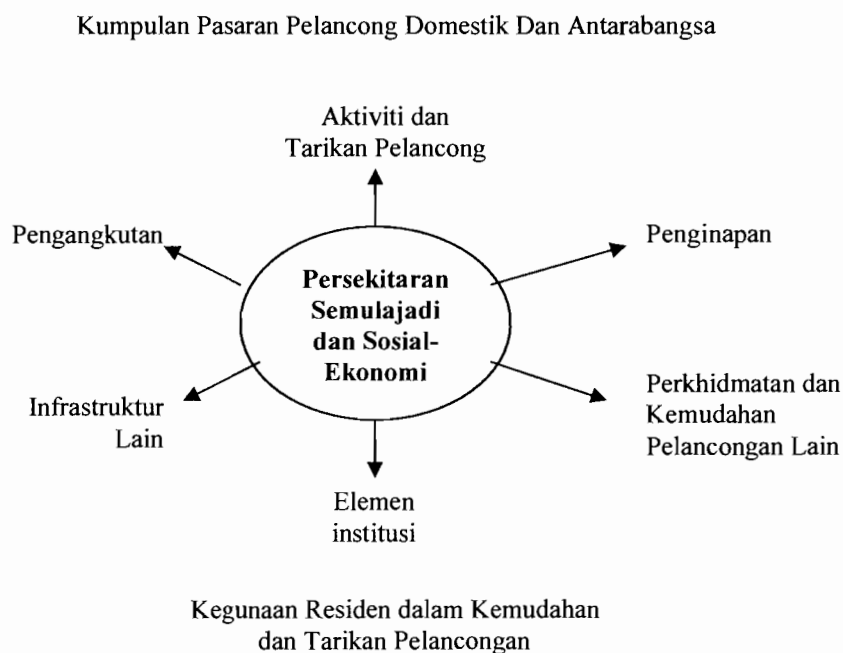 Kumpulan Pasaran Pelancong Domestik Dan Antarabangsa
Aktiviti dan
Tarikan Pelancong
Pengangkutan
Penginapan
Persekitaran
Semulajadi
dan Sosial-
Ekonomi
Infrastruktur
Lain
Perkhidmatan dan
Kemudahan
Pelancongan Lain
Elemen
institusi
Kegunaan Residen dalam Kemudahan
dan Tarikan Pelancongan